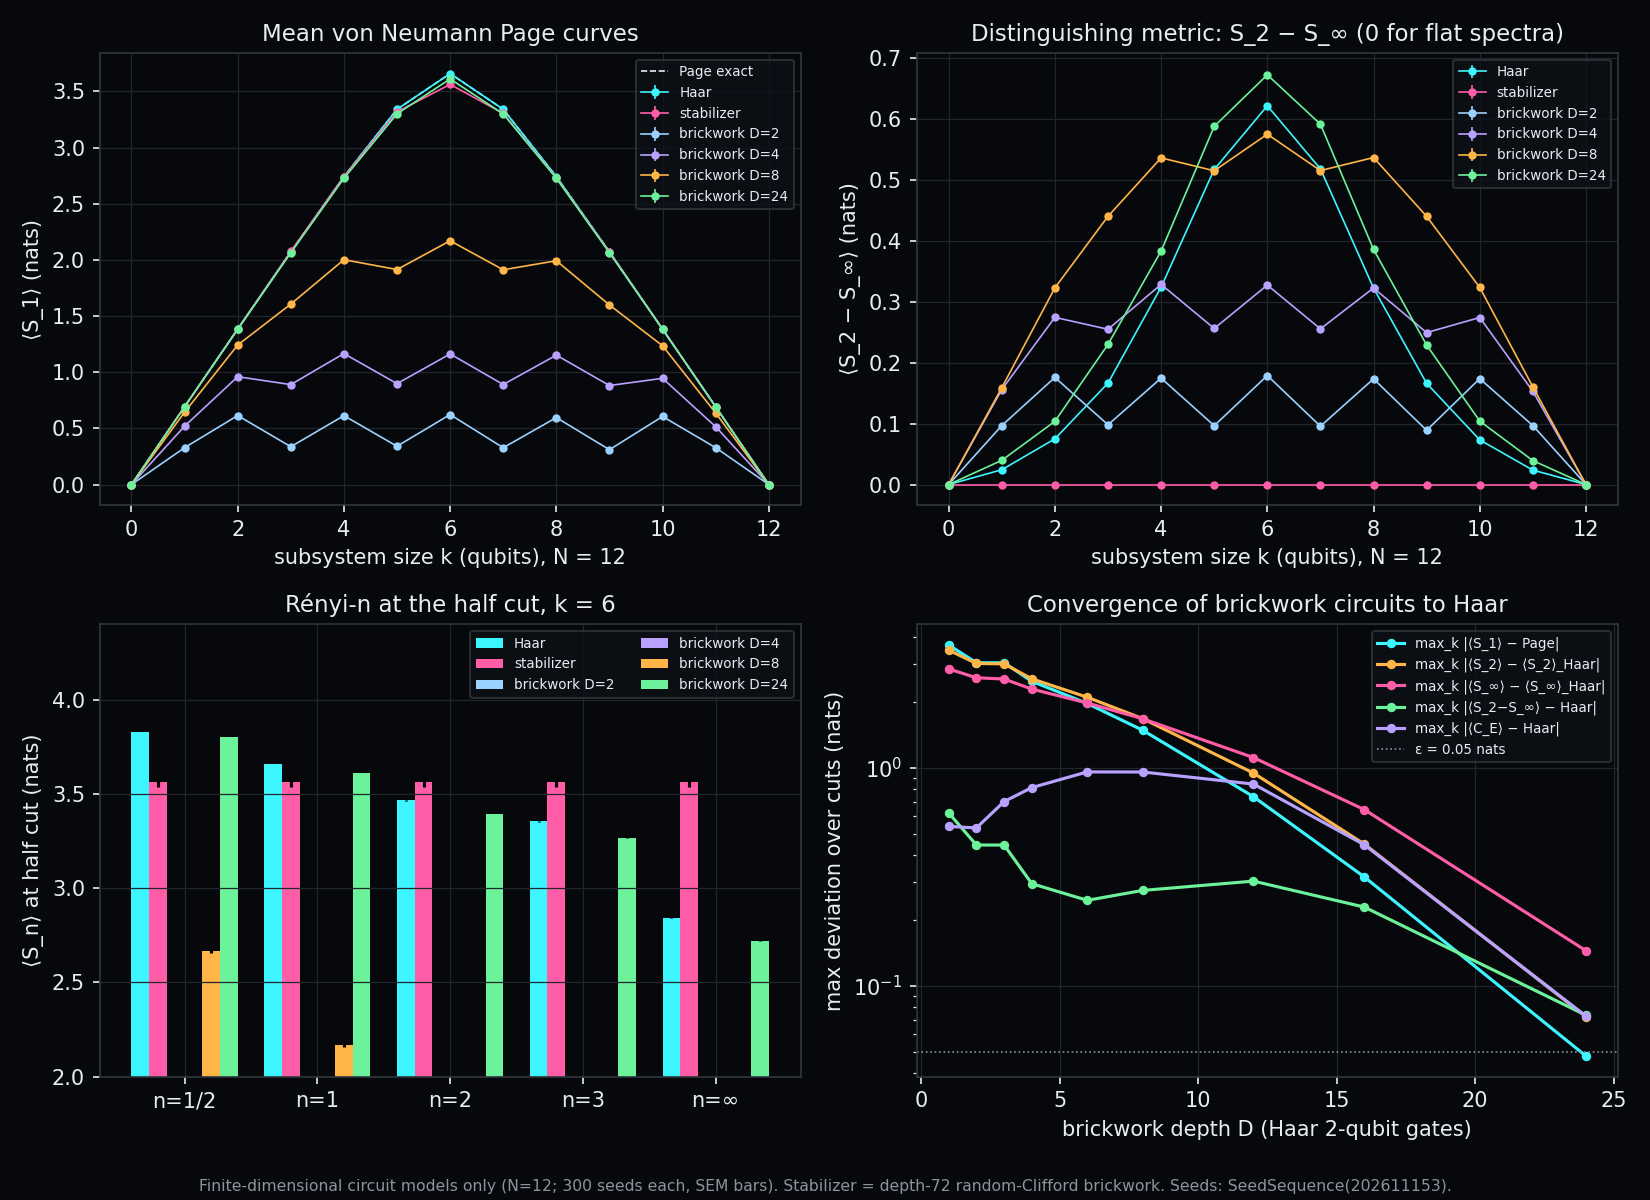 Mean von Neumann Page curves
⟨S_1⟩ (nats)
3.5
3.0
2.5
2.0
1.5
1.0
0.5
0.0
0
2
4
6
8
10
12
subsystem size k (qubits), N = 12
Page exact
Haar
stabilizer
brickwork D=2
brickwork D=4
brickwork D=8
brickwork D=24
Distinguishing metric: S_2 − S_∞ (0 for flat spectra)
⟨S_2 − S_∞⟩ (nats)
0.7
0.6
0.5
0.4
0.3
0.2
0.1
0.0
0
2
4
6
8
10
12
subsystem size k (qubits), N = 12
Haar
stabilizer
brickwork D=2
brickwork D=4
brickwork D=8
brickwork D=24
Rényi-n at the half cut, k = 6
⟨S_n⟩ at half cut (nats)
4.0
3.5
3.0
2.5
2.0
n=1/2
n=1
n=2
n=3
n=∞
Haar
stabilizer
brickwork D=2
brickwork D=4
brickwork D=8
brickwork D=24
Convergence of brickwork circuits to Haar
max deviation over cuts (nats)
10⁰
10⁻¹
0
5
10
15
20
25
brickwork depth D (Haar 2-qubit gates)
max_k |⟨S_1⟩ − Page|
max_k |⟨S_2⟩ − ⟨S_2⟩_Haar|
max_k |⟨S_∞⟩ − ⟨S_∞⟩_Haar|
max_k |⟨S_2−S_∞⟩ − Haar|
max_k |⟨C_E⟩ − Haar|
ε = 0.05 nats
Finite-dimensional circuit models only (N=12; 300 seeds each, SEM bars). Stabilizer = depth-72 random-Clifford brickwork. Seeds: SeedSequence(202611153).